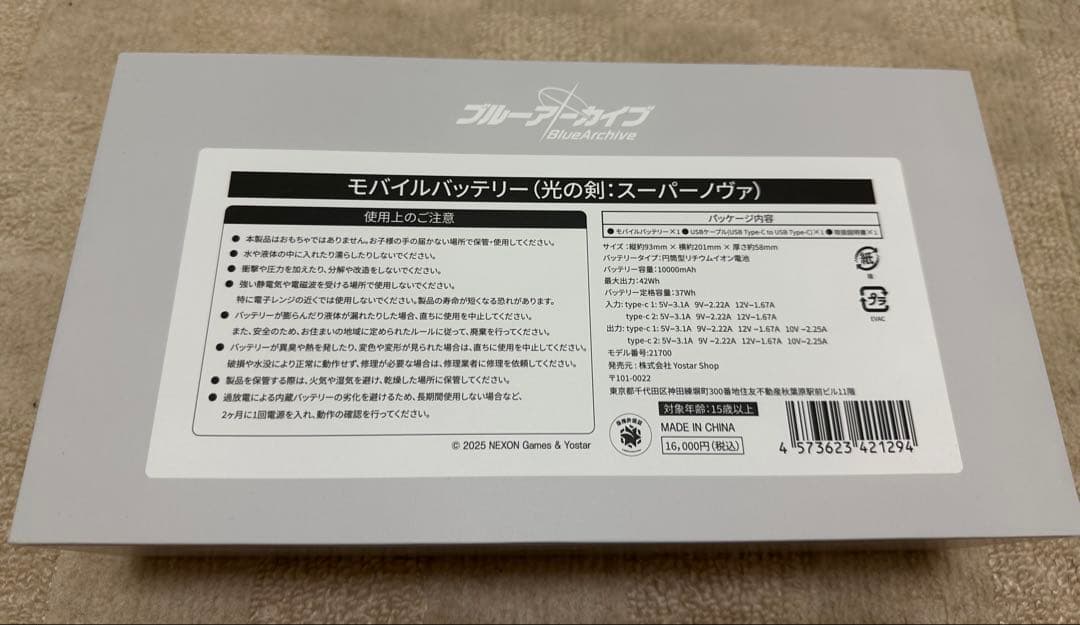 ブルーアーカイブ
BlueArchive
モバイルバッテリー(光の剣：スーパーノヴァ)
使用上のご注意
● 本製品はおもちゃではありません。お子様の手の届かない場所で保管・使用してください。
● 水や液体の中に入れたり濡らしたりしないでください。
● 衝撃や圧力を加えたり、分解や改造をしないでください。
● 強い静電気や電磁波を受ける場所で使用しないでください。
特に電子レンジの近くでは使用しないでください。製品の寿命が短くなる恐れがあります。
● バッテリーが膨らんだり液体が漏れたりした場合、直ちに使用を中止してください。
また、安全のため、お住まいの地域に定められたルールに従って、廃棄を行ってください。
● バッテリーが異臭や熱を発したり、変色や変形が見られた場合は、直ちに使用を中止してください。
破損や水没により正常に動作せず、修理が必要な場合は、修理業者に修理を依頼してください。
● 製品を保管する際は、火気や湿気を避け、乾燥した場所に保管してください。
● 過放電による内蔵バッテリーの劣化を避けるため、長期間使用しない場合など、
2ヶ月に1回電源を入れ、動作の確認を行ってください。
© 2025 NEXON Games & Yostar
パッケージ内容
● モバイルバッテリー×1 ● USBケーブル(USB Type-C to USB Type-C)×1 ● 取扱説明書×1
サイズ：縦約93mm × 横約201mm × 厚さ約58mm
バッテリータイプ：円筒型リチウムイオン電池
バッテリー容量：10000mAh
最大出力：42Wh
バッテリー定格容量：37Wh
入力：type-c 1: 5V⎓3.1A 9V⎓2.22A 12V⎓1.67A
type-c 2: 5V⎓3.1A 9V⎓2.22A 12V⎓1.67A
出力：type-c 1: 5V⎓3.1A 9V⎓2.22A 12V⎓1.67A 10V⎓2.25A
type-c 2: 5V⎓3.1A 9V⎓2.22A 12V⎓1.67A 10V⎓2.25A
モデル番号：21700
発売元：株式会社 Yostar Shop
〒101-0022
東京都千代田区神田練塀町300番地住友不動産秋葉原駅前ビル11階
紙
箱
プラ
EVAC
対象年齢：15歳以上
MADE IN CHINA
16,000円(税込)
4 573623 421294